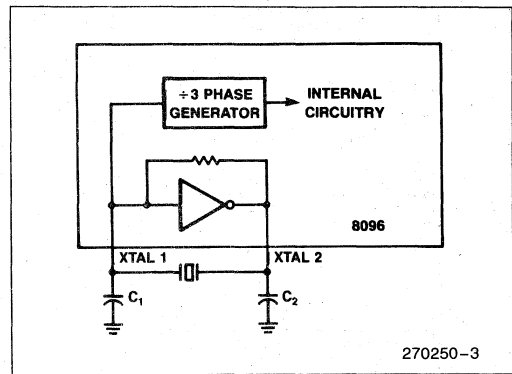 ÷3 PHASE
GENERATOR
INTERNAL
CIRCUITRY
8096
XTAL 1
XTAL 2
C1
C2
270250-3